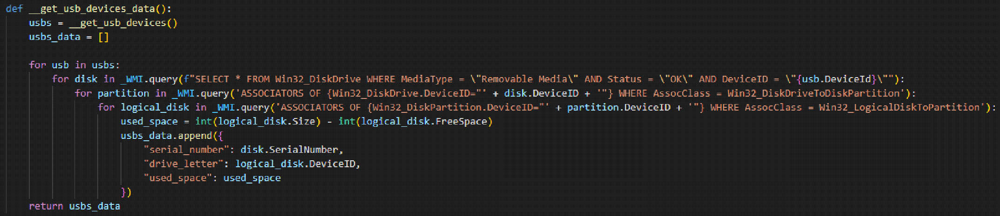 def __get_usb_devices_data():
    usbs = __get_usb_devices()
    usbs_data = []

    for usb in usbs:
        for disk in _WMI.query(f"SELECT * FROM Win32_DiskDrive WHERE MediaType = \"Removable Media\" AND Status = \"OK\" AND DeviceID = \"{usb.DeviceId}\""):
            for partition in _WMI.query('ASSOCIATORS OF {Win32_DiskDrive.DeviceID="' + disk.DeviceID + '"} WHERE AssocClass = Win32_DiskDriveToDiskPartition'):
                for logical_disk in _WMI.query('ASSOCIATORS OF {Win32_DiskPartition.DeviceID="' + partition.DeviceID + '"} WHERE AssocClass = Win32_LogicalDiskToPartition'):
                    used_space = int(logical_disk.Size) - int(logical_disk.FreeSpace)
                    usbs_data.append({
                        "serial_number": disk.SerialNumber,
                        "drive_letter": logical_disk.DeviceID,
                        "used_space": used_space
                    })
    return usbs_data